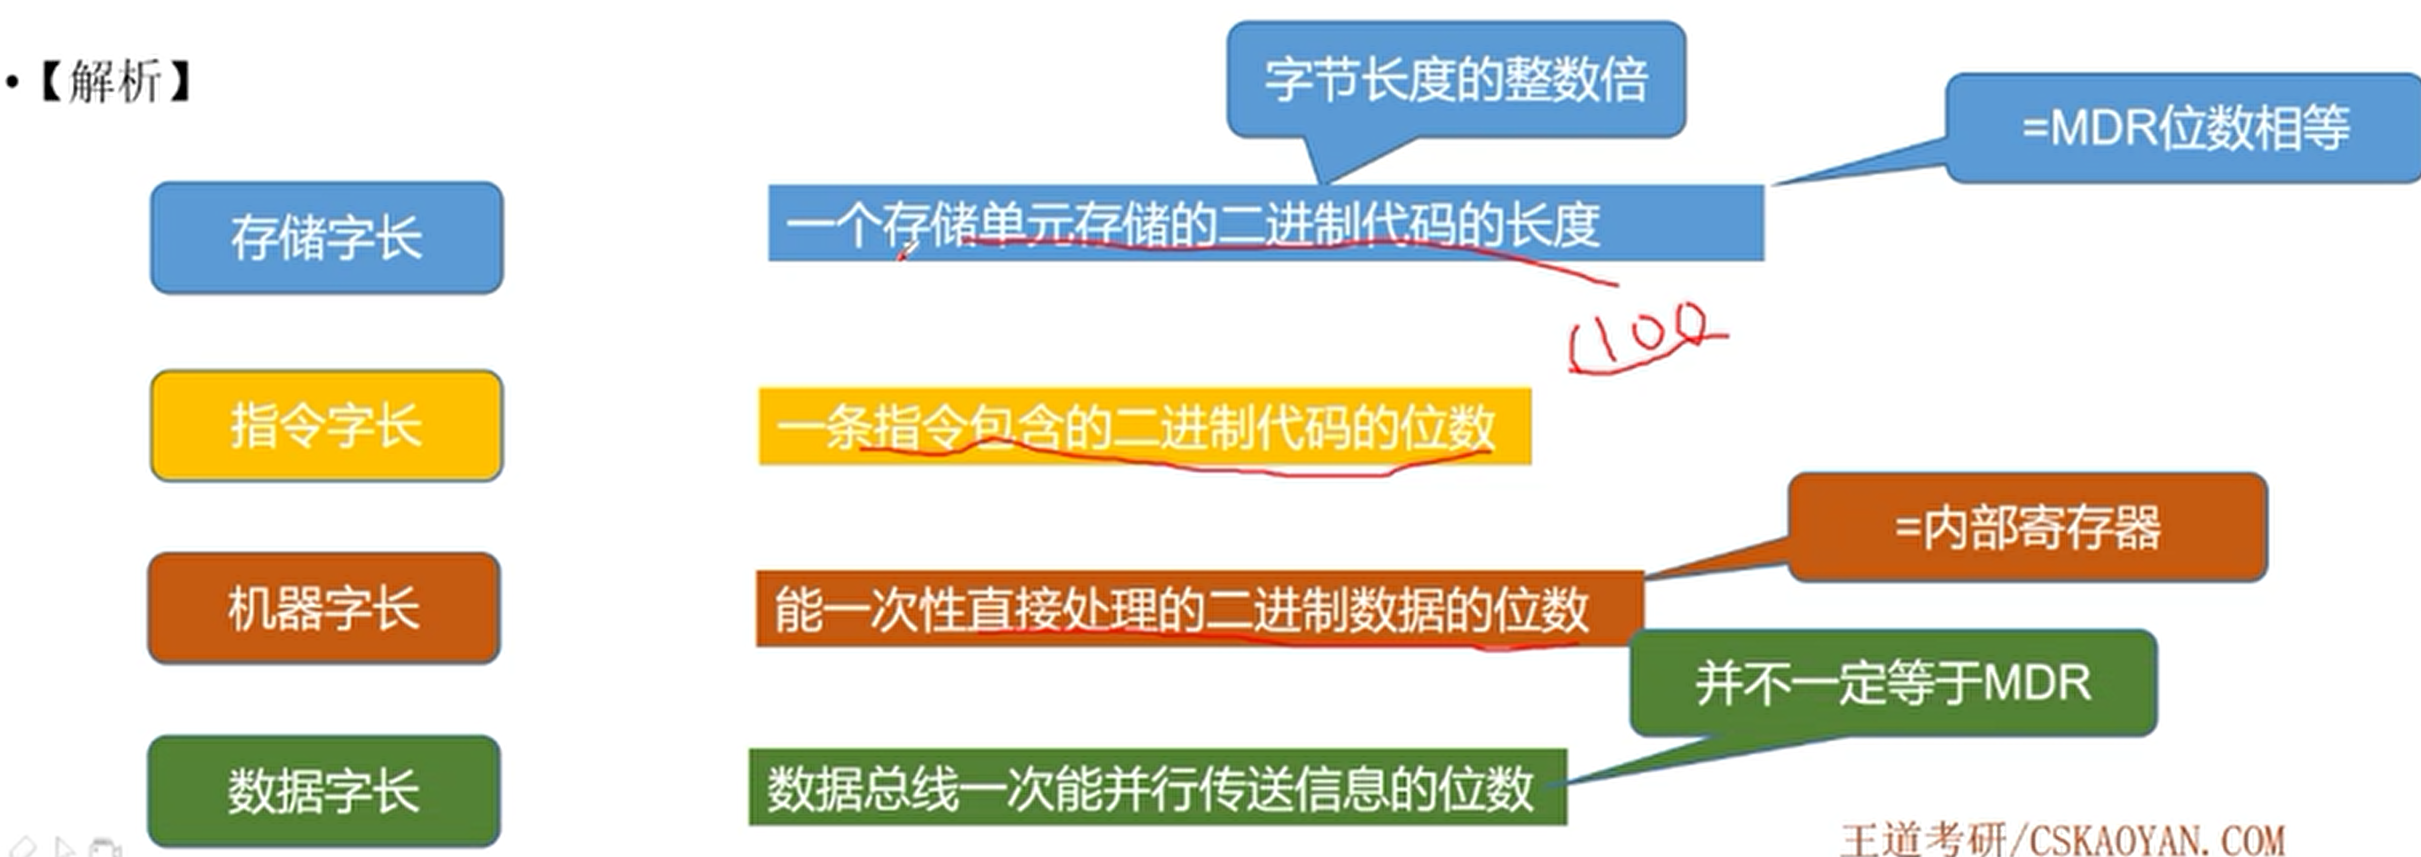 •【解析】
字节长度的整数倍
=MDR位数相等
存储字长
一个存储单元存储的二进制代码的长度
100
指令字长
一条指令包含的二进制代码的位数
=内部寄存器
机器字长
能一次性直接处理的二进制数据的位数
并不一定等于MDR
数据字长
数据总线一次能并行传送信息的位数
王道考研/CSKAOYAN.COM